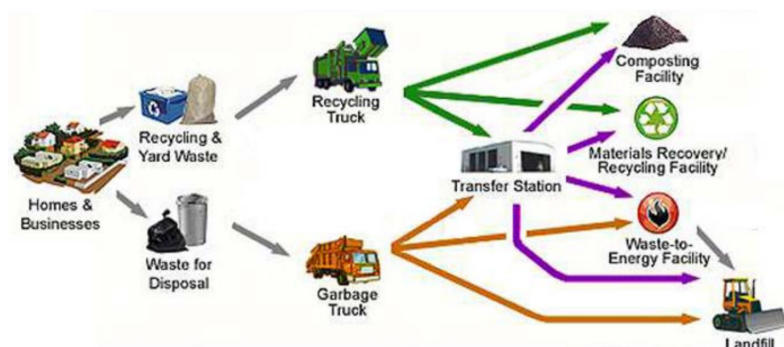 Composting
Facility
Recycling
Truck
Recycling &
Yard Waste
Materials Recovery/
Recycling Facility
Transfer Station
Homes &
Businesses
Waste-to-
Energy Facility
Waste for
Disposal
Garbage
Truck
Landfill